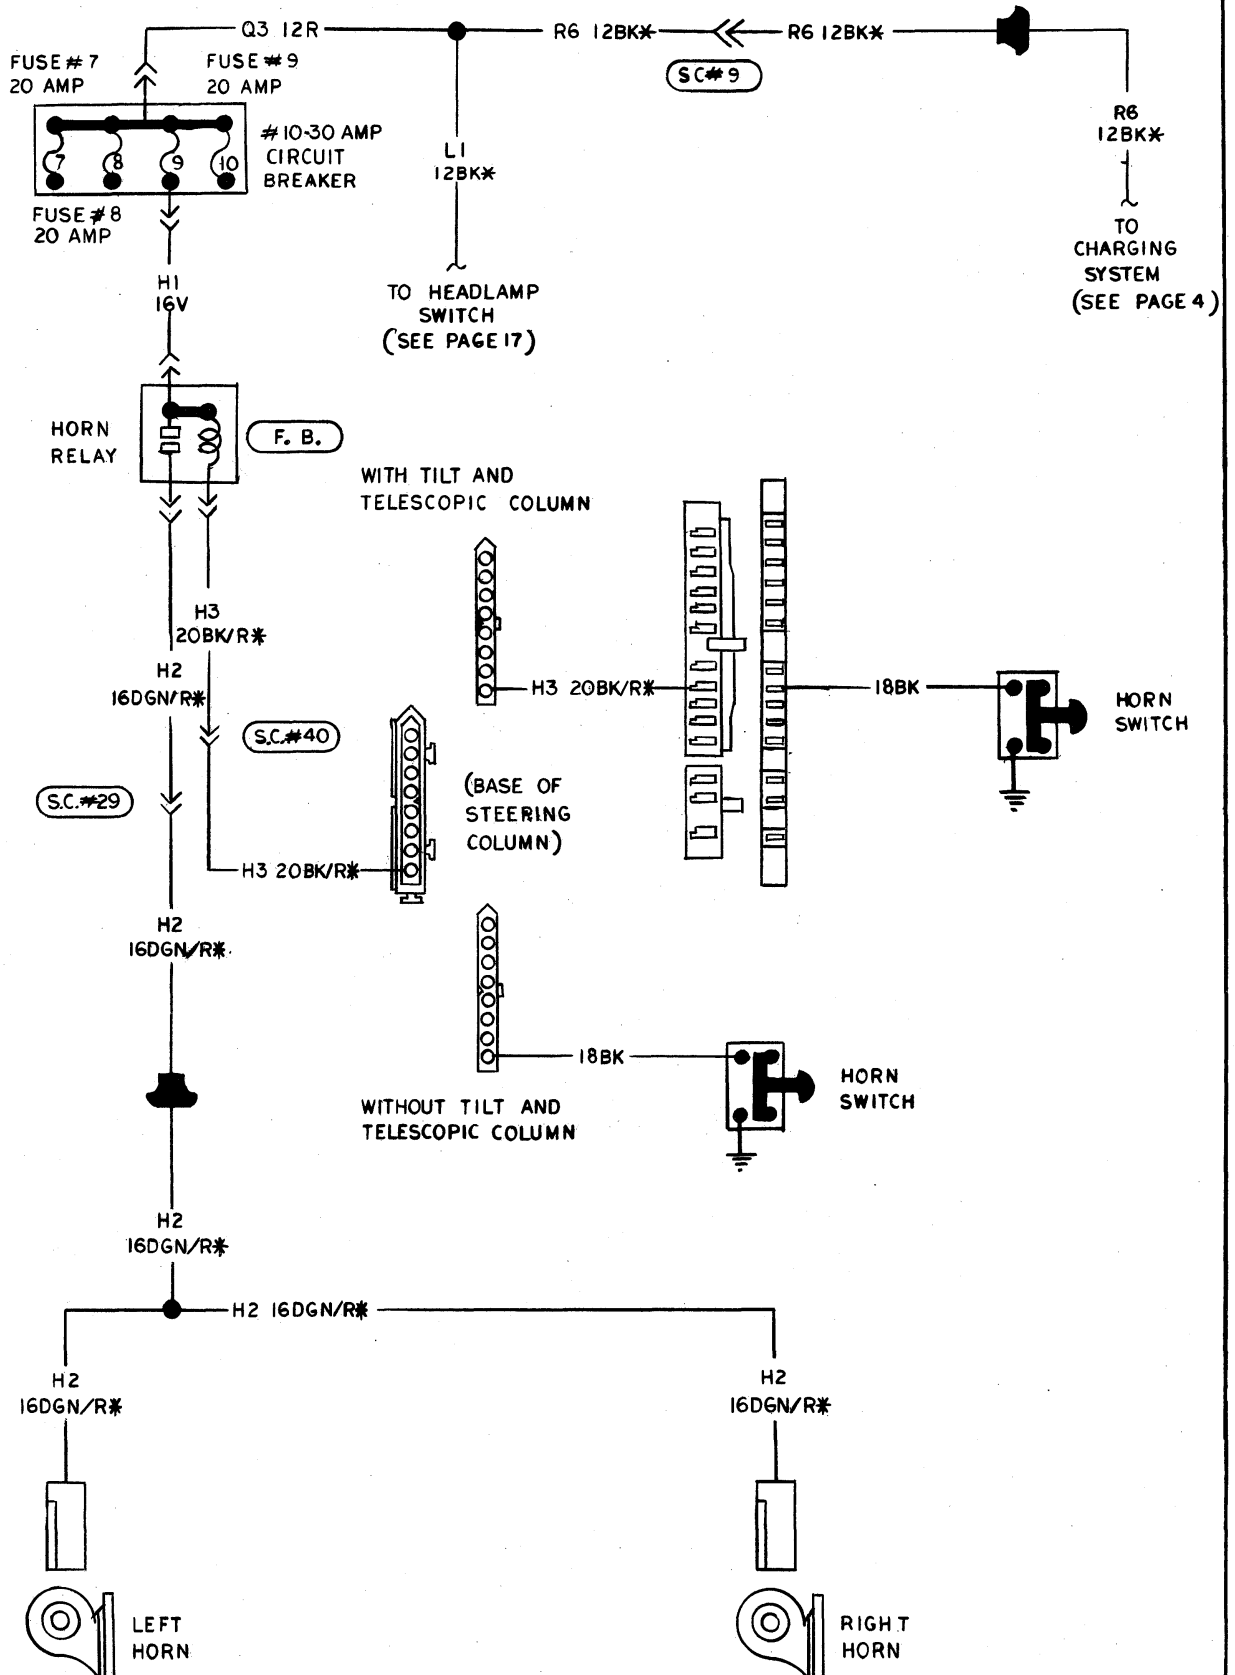 Q3 12R
R6 12BK*
R6 12BK*
SC#9
FUSE #7
20 AMP
FUSE #9
20 AMP
7
8
9
10
#10-30 AMP
CIRCUIT
BREAKER
FUSE #8
20 AMP
L1
12BK*
R6
12BK*
TO
CHARGING
SYSTEM
(SEE PAGE 4)
H1
16V
TO HEADLAMP
SWITCH
(SEE PAGE 17)
HORN
RELAY
F. B.
WITH TILT AND
TELESCOPIC COLUMN
H3
20BK/R*
H2
16DGN/R*
H3 20BK/R*
18BK
HORN
SWITCH
S.C.#40
S.C.#29
(BASE OF
STEERING
COLUMN)
H3 20BK/R*
H2
16DGN/R*
18BK
HORN
SWITCH
WITHOUT TILT AND
TELESCOPIC COLUMN
H2
16DGN/R*
H2 16DGN/R*
H2
16DGN/R*
H2
16DGN/R*
LEFT
HORN
RIGHT
HORN